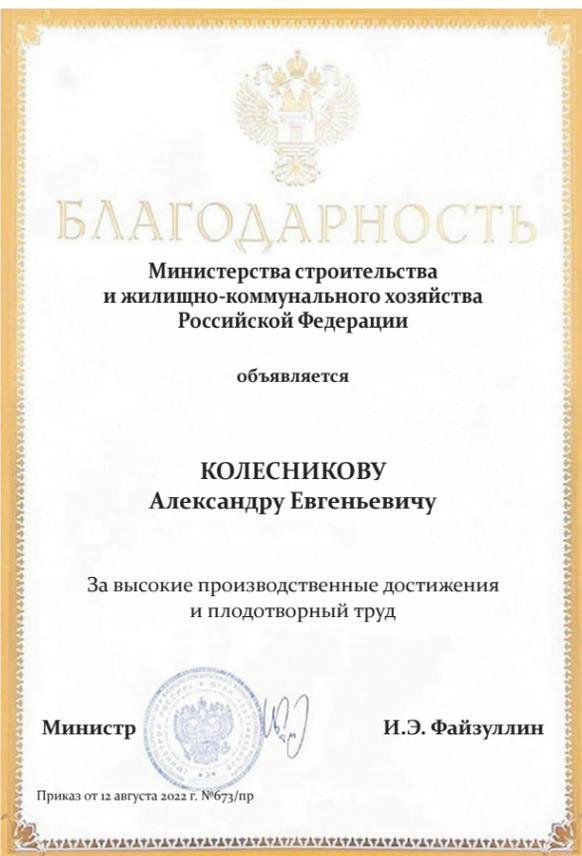 БЛАГОДАРНОСТЬ
Министерства строительства
и жилищно-коммунального хозяйства
Российской Федерации
объявляется
КОЛЕСНИКОВУ
Александру Евгеньевичу
За высокие производственные достижения
и плодотворный труд
Министр
И.Э. Файзуллин
Приказ от 12 августа 2022 г. №673/пр